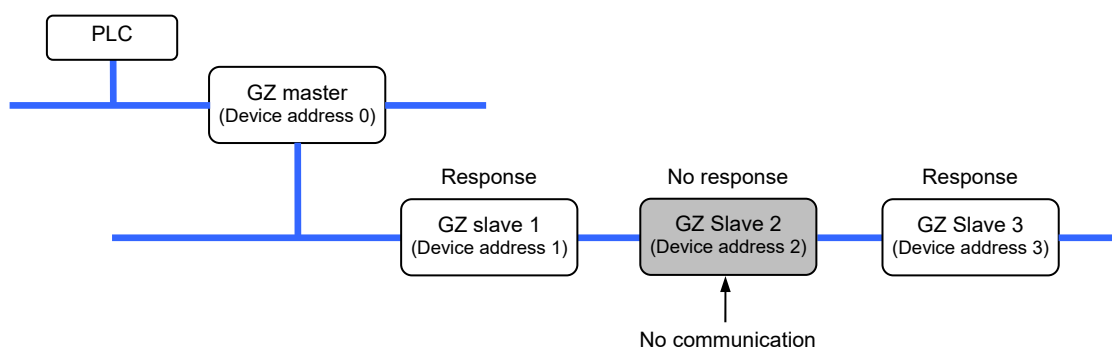 PLC
GZ master
(Device address 0)
Response
No response
Response
GZ slave 1
(Device address 1)
GZ Slave 2
(Device address 2)
GZ Slave 3
(Device address 3)
No communication